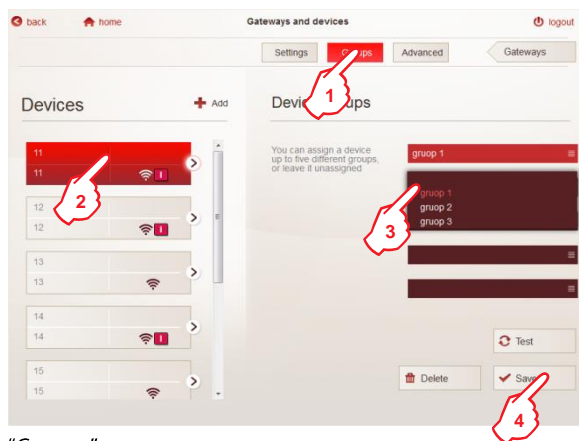 back home Gateways and devices logout
Settings Groups Advanced Gateways
1
Devices Add
You can assign a device
up to five different groups,
or leave it unassigned
11
11
2
12
12
13
13
14
14
15
15
gruop 1
gruop 1
gruop 2
gruop 3
3
Test
Delete Save
4